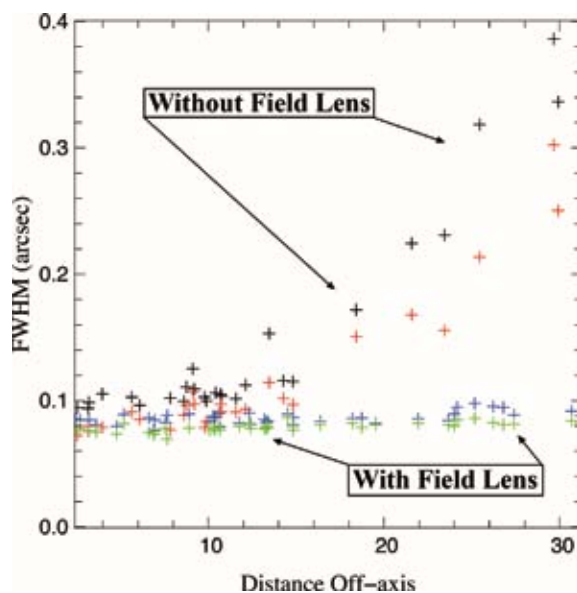 0.4
Without Field Lens
0.3
FWHM (arcsec)
0.2
0.1
With Field Lens
0.0
10
20
30
Distance Off-axis